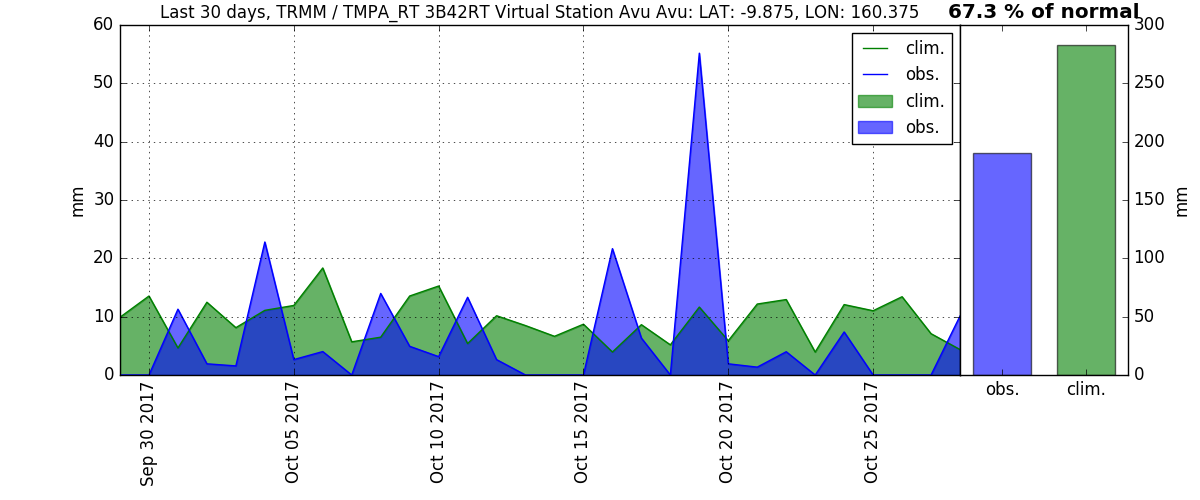 Last 30 days, TRMM / TMPA_RT 3B42RT Virtual Station Avu Avu: LAT: -9.875, LON: 160.375
67.3 % of normal
60
50
40
30
20
10
0
mm
clim.
obs.
clim.
obs.
300
250
200
150
100
50
0
mm
Sep 30 2017
Oct 05 2017
Oct 10 2017
Oct 15 2017
Oct 20 2017
Oct 25 2017
obs.
clim.